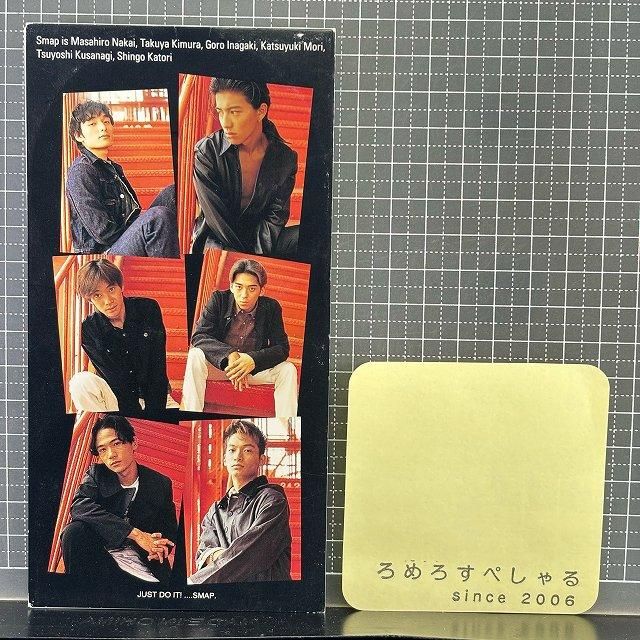 Smap is Masahiro Nakai, Takuya Kimura, Goro Inagaki, Katsuyuki Mori,
Tsuyoshi Kusanagi, Shingo Katori
JUST DO IT! ....SMAP.
ろめろすぺしゃる
since 2006